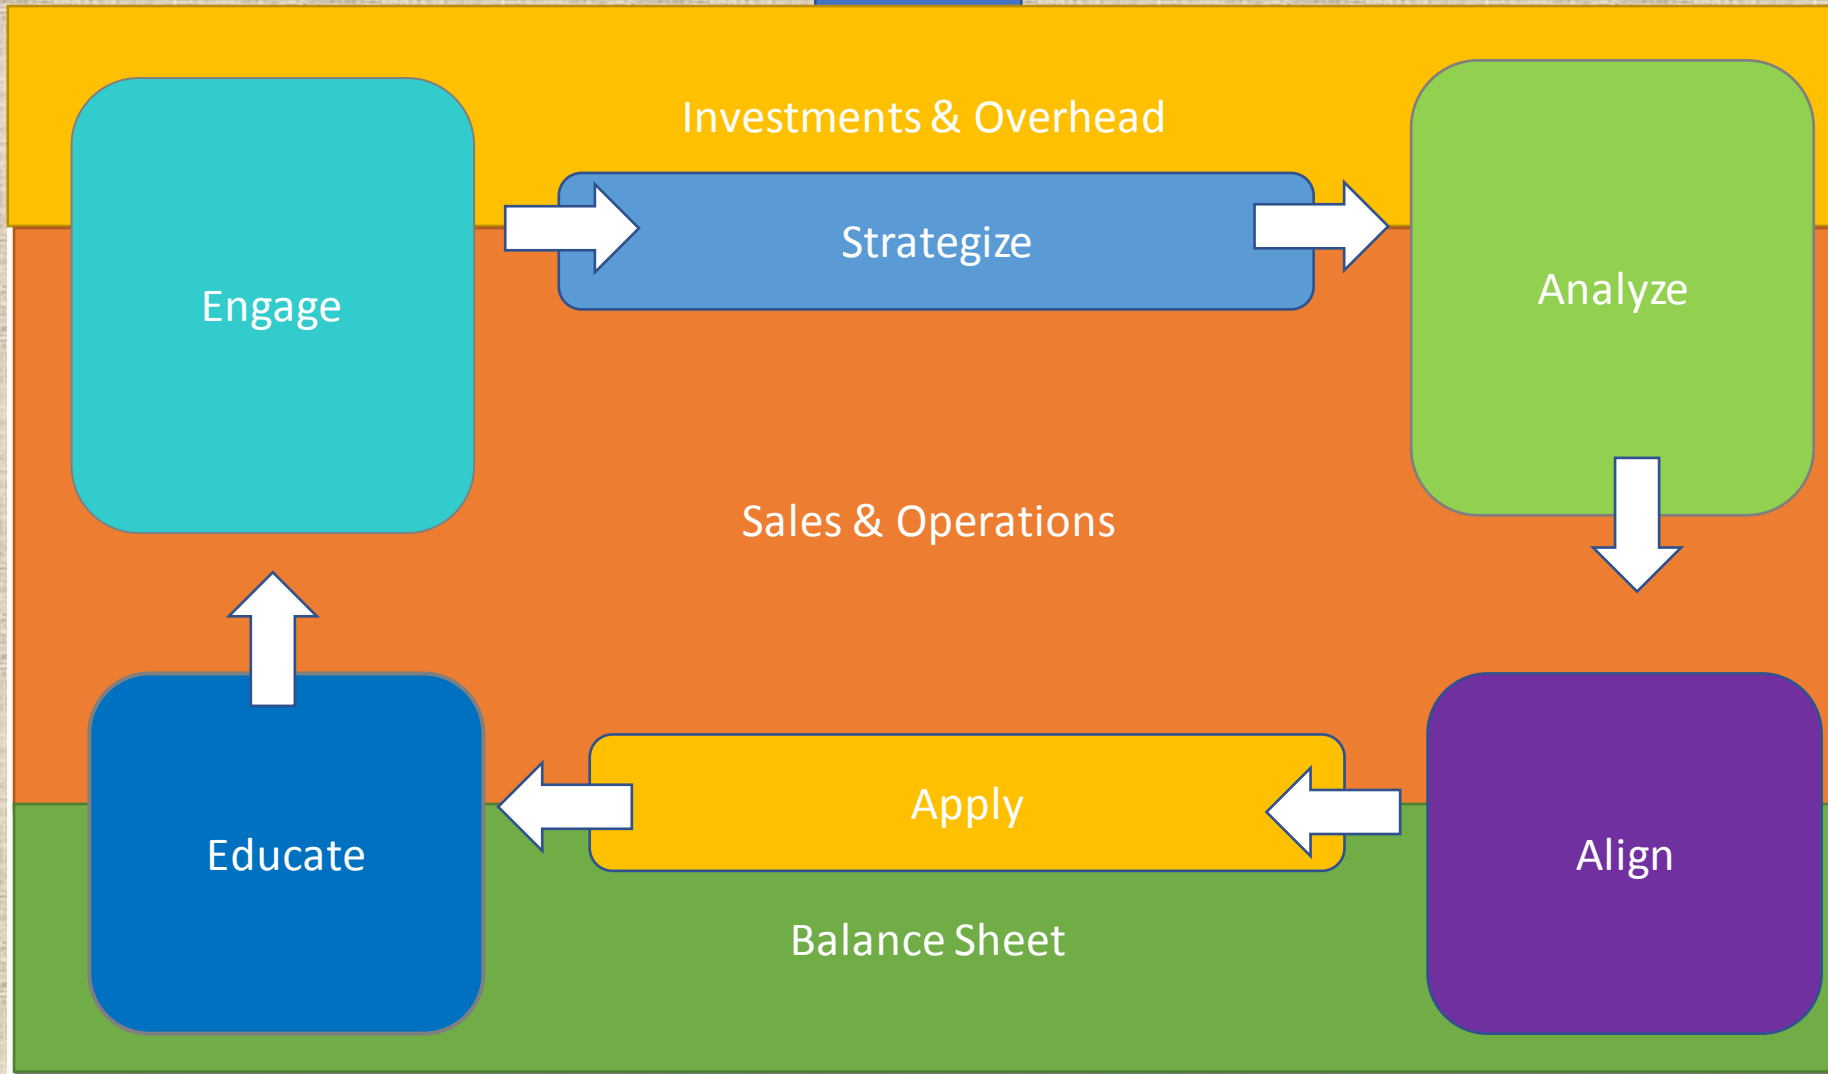 Investments & Overhead
Strategize
Engage
Analyze
Sales & Operations
Apply
Educate
Align
Balance Sheet